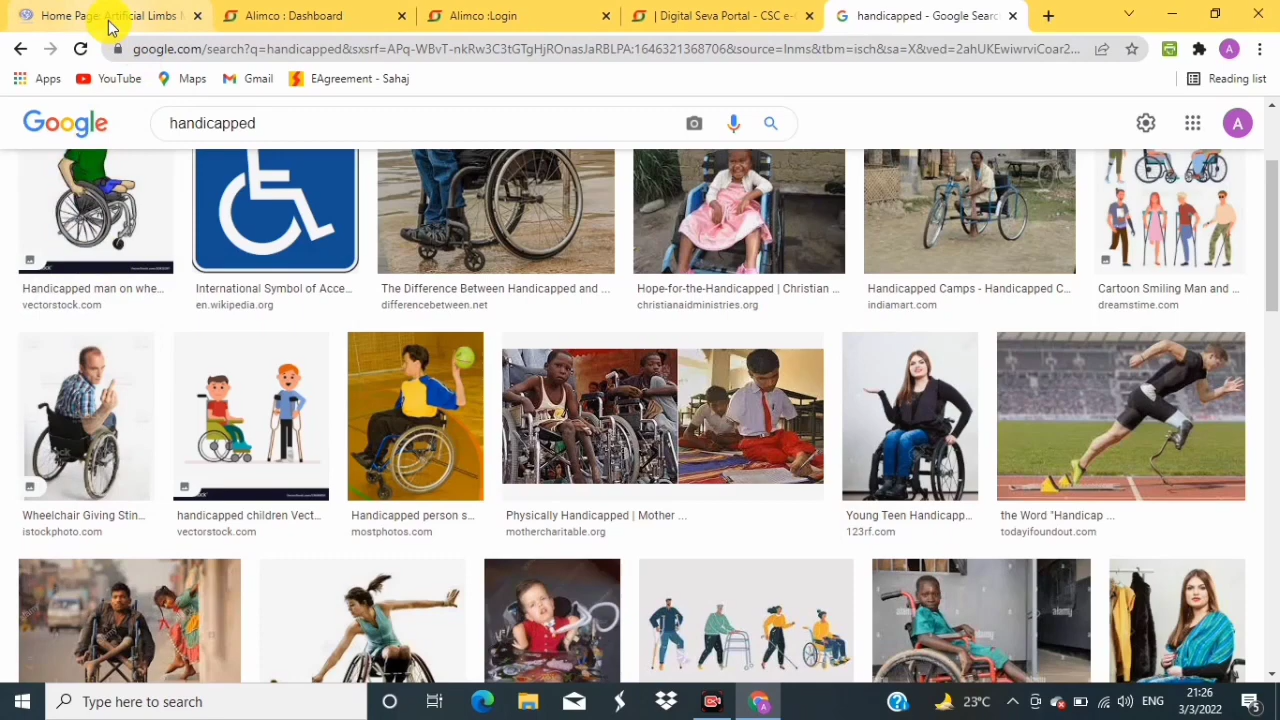 Home Page: Artificial Limbs M
Alimco : Dashboard
Alimco :Login
| Digital Seva Portal - CSC e-G
handicapped - Google Search
google.com/search?q=handicapped&sxsrf=APq-WBvT-nkRw3C3tGTgHjROnasJaRBLPA:1646321368706&source=lnms&tbm=isch&sa=X&ved=2ahUKEwiwrviCoar2...
Apps
YouTube
Maps
Gmail
EAgreement - Sahaj
Reading list
Google
handicapped
A
Handicapped man on whe...
vectorstock.com
International Symbol of Acce...
en.wikipedia.org
The Difference Between Handicapped and ...
differencebetween.net
Hope-for-the-Handicapped | Christian ...
christianaidministries.org
Handicapped Camps - Handicapped C...
indiamart.com
Cartoon Smiling Man and ...
dreamstime.com
Wheelchair Giving Stin...
istockphoto.com
handicapped children Vect...
vectorstock.com
Handicapped person s...
mostphotos.com
Physically Handicapped | Mother ...
mothercharitable.org
Young Teen Handicapp...
123rf.com
the Word "Handicap ...
todayifoundout.com
Type here to search
23°C
ENG
21:26
3/3/2022
5